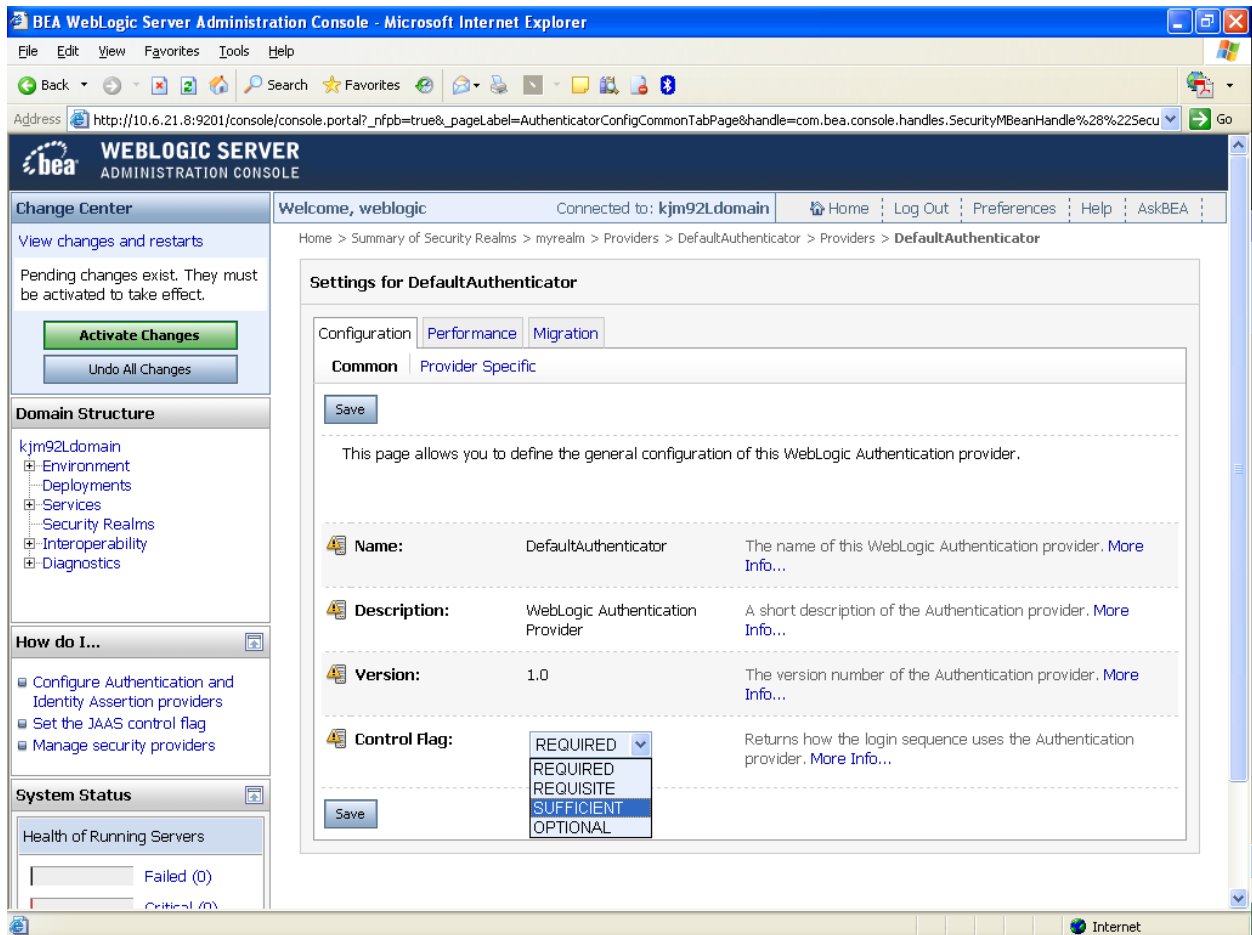 BEA WebLogic Server Administration Console - Microsoft Internet Explorer
File Edit View Favorites Tools Help
Back Search Favorites
Address http://10.6.21.8:9201/console/console.portal?_nfpb=true&_pageLabel=AuthenticatorConfigCommonTabPage&handle=com.bea.console.handles.SecurityMBeanHandle%28%22Secu Go
bea WEBLOGIC SERVER
ADMINISTRATION CONSOLE
Change Center
View changes and restarts
Pending changes exist. They must
be activated to take effect.
Activate Changes
Undo All Changes
Domain Structure
kjm92Ldomain
Environment
Deployments
Services
Security Realms
Interoperability
Diagnostics
How do I...
Configure Authentication and
Identity Assertion providers
Set the JAAS control flag
Manage security providers
System Status
Health of Running Servers
Failed (0)
Critical (0)
Welcome, weblogic Connected to: kjm92Ldomain Home Log Out Preferences Help AskBEA
Home > Summary of Security Realms > myrealm > Providers > DefaultAuthenticator > Providers > DefaultAuthenticator
Settings for DefaultAuthenticator
Configuration Performance Migration
Common Provider Specific
Save
This page allows you to define the general configuration of this WebLogic Authentication provider.
Name: DefaultAuthenticator The name of this WebLogic Authentication provider. More
Info...
Description: WebLogic Authentication A short description of the Authentication provider. More
Provider Info...
Version: 1.0 The version number of the Authentication provider. More
Info...
Control Flag: REQUIRED Returns how the login sequence uses the Authentication
provider. More Info...
REQUIRED
REQUISITE
SUFFICIENT
OPTIONAL
Save
Internet